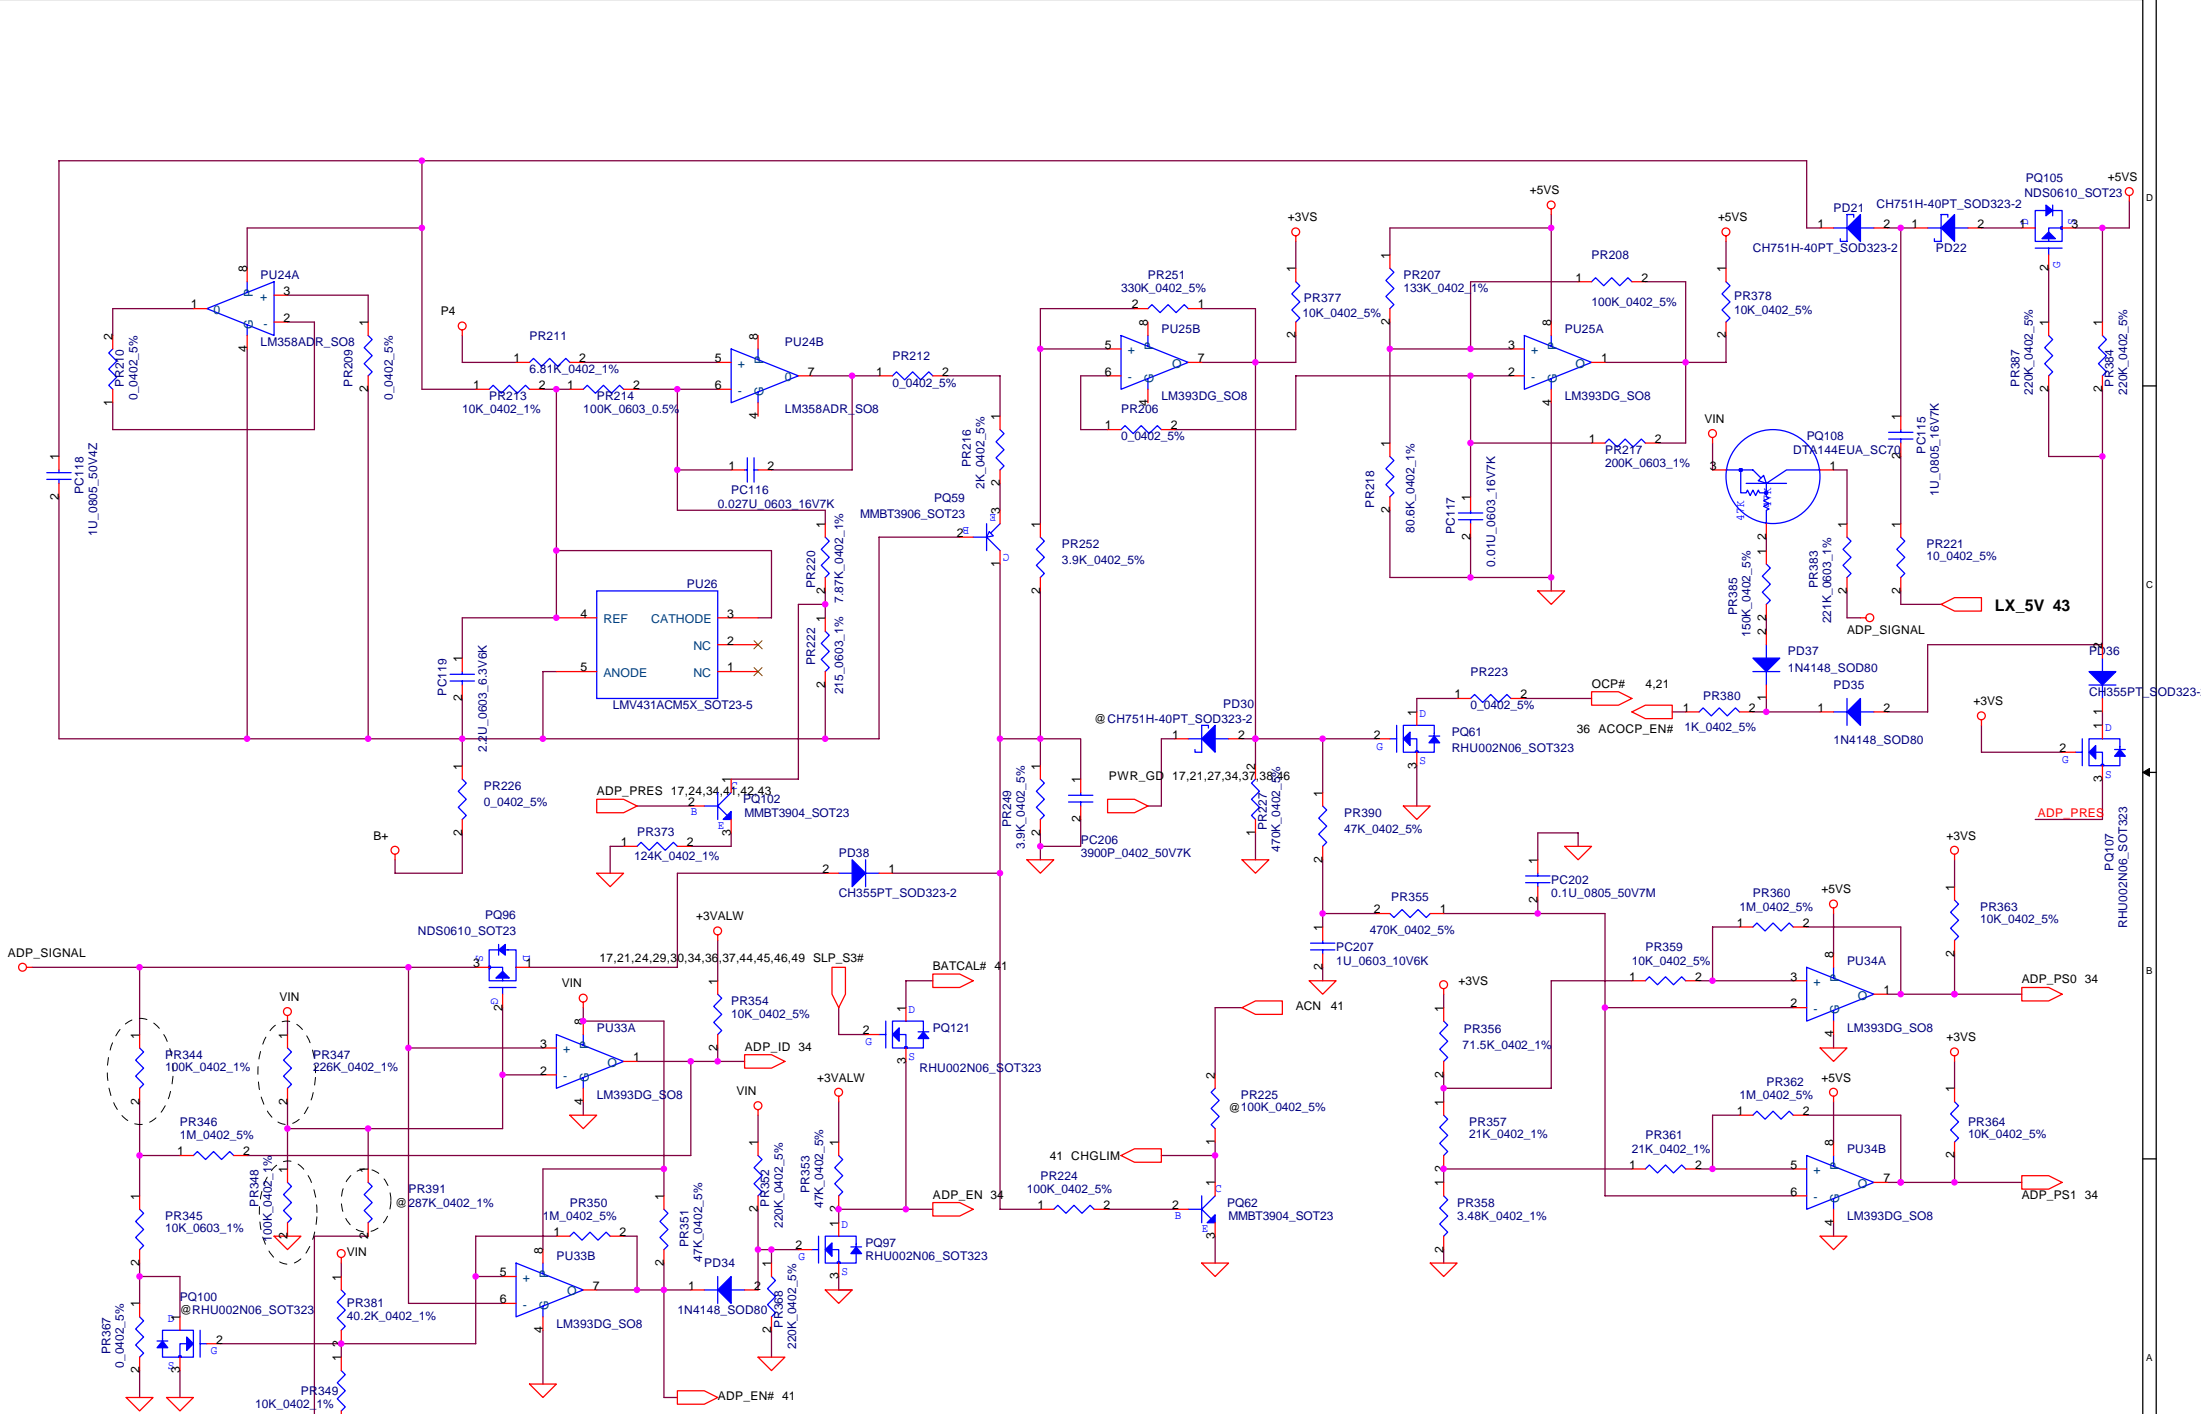 PQ105
NDS0610_SOT23
+5VS
D
+5VS
PD21
CH751H-40PT_SOD323-2
CH751H-40PT_SOD323-2
PD22
+3VS
+5VS
PU24A
LM358ADR_SO8
PR210
0_0402_5%
PR209
0_0402_5%
P4
PR211
6.81K_0402_1%
PR213
10K_0402_1%
PR214
100K_0603_0.5%
PU24B
LM358ADR_SO8
PR212
0_0402_5%
PR251
330K_0402_5%
PU25B
LM393DG_SO8
PR206
0_0402_5%
PR377
10K_0402_5%
PR207
133K_0402_1%
PR208
100K_0402_5%
PU25A
LM393DG_SO8
PR378
10K_0402_5%
PR217
200K_0603_1%
PR387
220K_0402_5%
PR384
220K_0402_5%
PC118
1U_0805_50V4Z
PC116
0.027U_0603_16V7K
PR216
2K_0402_5%
PQ59
MMBT3906_SOT23
PR218
80.6K_0402_1%
PC117
0.01U_0603_16V7K
VIN
PQ108
DTA144EUA_SC70
PC115
1U_0805_16V7K
PR220
7.87K_0402_1%
PR222
215_0603_1%
PR252
3.9K_0402_5%
PR385
150K_0402_5%
PR383
221K_0603_1%
PR221
10_0402_5%
C
LX_5V 43
ADP_SIGNAL
PU26
REF
CATHODE
NC
ANODE
NC
LMV431ACM5X_SOT23-5
PC119
2.2U_0603_6.3V6K
PD37
1N4148_SOD80
PD36
CH355PT_SOD323-
PR223
0_0402_5%
OCP# 4,21
36 ACOCP_EN#
PR380
1K_0402_5%
PD35
1N4148_SOD80
+3VS
PD30
@CH751H-40PT_SOD323-2
PQ61
RHU002N06_SOT323
PWR_GD 17,21,27,34,37,38,46
PR226
0_0402_5%
ADP_PRES 17,24,34,41,42,43
PQ102
MMBT3904_SOT23
PR373
124K_0402_1%
PR249
3.9K_0402_5%
PC206
3900P_0402_50V7K
PR227
470K_0402_5%
PR390
47K_0402_5%
ADP_PRES
PQ107
RHU002N06_SOT323
B+
PD38
CH355PT_SOD323-2
PC202
0.1U_0805_50V7M
PR355
470K_0402_5%
PC207
1U_0603_10V6K
PR360
1M_0402_5%
+5VS
+3VS
PR363
10K_0402_5%
PQ96
NDS0610_SOT23
+3VALW
ADP_SIGNAL
17,21,24,29,30,34,36,37,44,45,46,49 SLP_S3#
BATCAL# 41
PR359
10K_0402_5%
PU34A
LM393DG_SO8
ADP_PS0 34
B
VIN
VIN
PU33A
LM393DG_SO8
PR354
10K_0402_5%
ADP_ID 34
PQ121
RHU002N06_SOT323
ACN 41
+3VS
PR356
71.5K_0402_1%
PR344
100K_0402_1%
PR347
226K_0402_1%
VIN
+3VALW
PR225
@100K_0402_5%
PR362
1M_0402_5%
+5VS
+3VS
PR364
10K_0402_5%
PR346
1M_0402_5%
PR357
21K_0402_1%
PR361
21K_0402_1%
PU34B
LM393DG_SO8
ADP_PS1 34
41 CHGLIM
PR224
100K_0402_5%
PQ62
MMBT3904_SOT23
PR358
3.48K_0402_1%
PR348
100K_0402_1%
PR391
@287K_0402_1%
PR345
10K_0603_1%
PR350
1M_0402_5%
PU33B
LM393DG_SO8
PR351
47K_0402_5%
PR352
220K_0402_5%
PR353
47K_0402_5%
ADP_EN 34
PQ97
RHU002N06_SOT323
PD34
1N4148_SOD80
PR368
220K_0402_5%
VIN
PQ100
@RHU002N06_SOT323
PR381
40.2K_0402_1%
PR367
0_0402_5%
PR349
10K_0402_1%
ADP_EN# 41
A